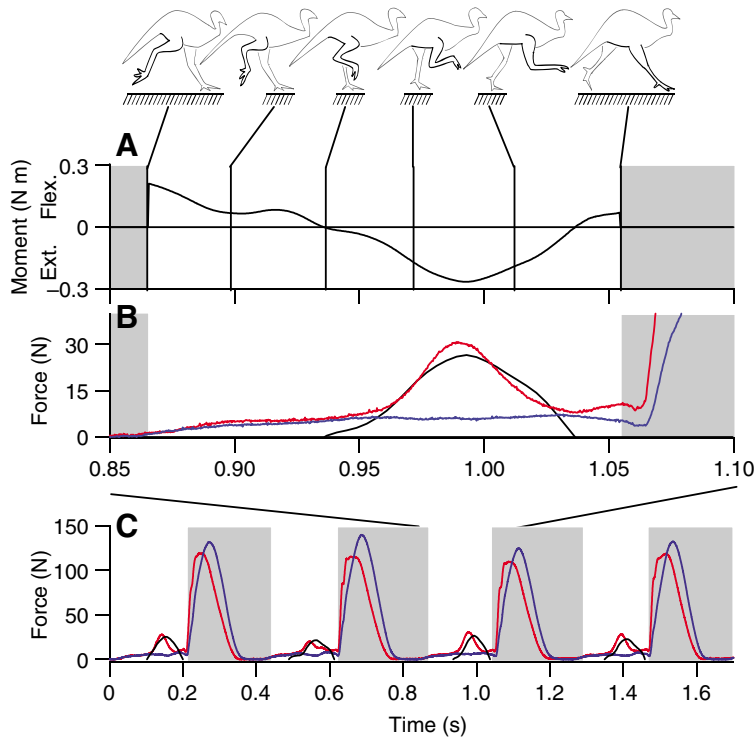 A
0.3
0
−0.3
Moment (N m)
Ext. Flex.
B
30
15
0
Force (N)
0.85 0.90 0.95 1.00 1.05 1.10
C
150
100
50
0
Force (N)
0 0.2 0.4 0.6 0.8 1.0 1.2 1.4 1.6
Time (s)